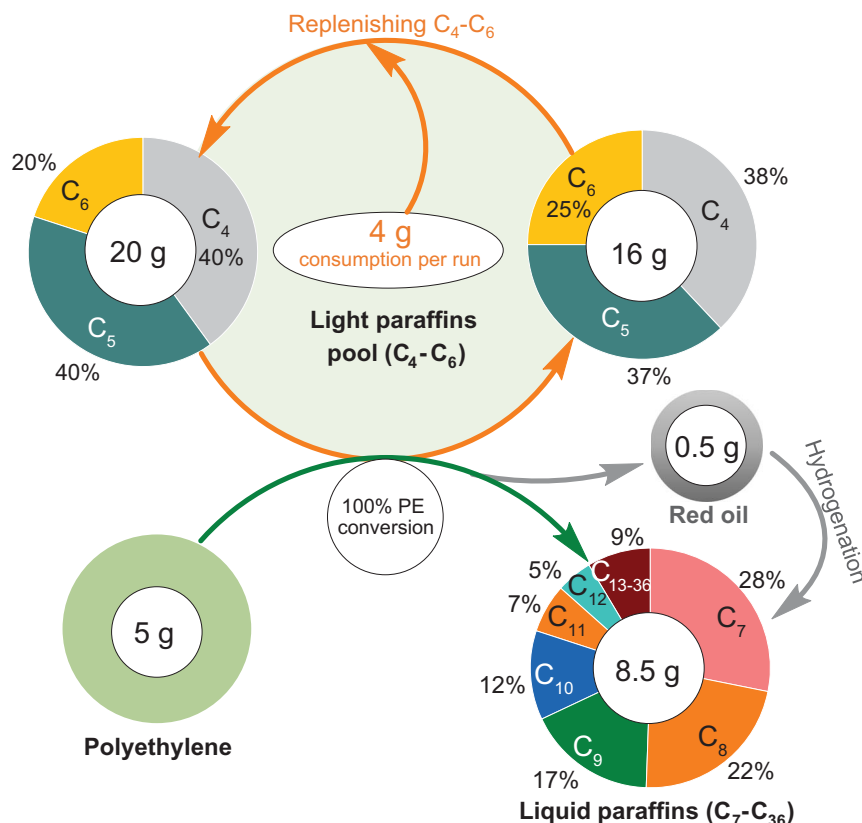 Replenishing C₄-C₆
20%
C₆
C₄
40%
20 g
C₅
40%
4 g
consumption per run
Light paraffins
pool (C₄-C₆)
C₆
25%
38%
C₄
16 g
C₅
37%
100% PE
conversion
0.5 g
Red oil
Hydrogenation
5 g
Polyethylene
9%
C₁₃₋₃₆
5%
C₁₂
28%
C₇
7%
C₁₁
12%
C₁₀
8.5 g
C₉
17%
C₈
22%
Liquid paraffins (C₇-C₃₆)